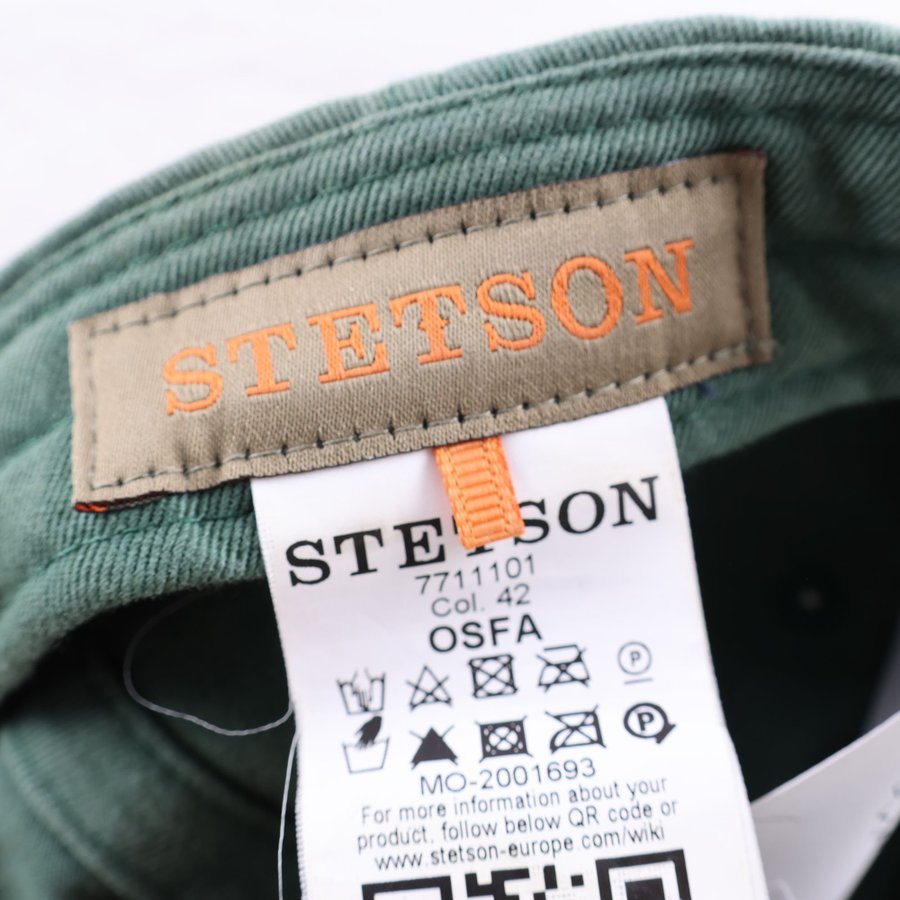 STETSON
STETSON
7711101
Col. 42
OSFA
P
P
MO-2001693
For more information about your
product, follow below QR code or
www.stetson-europe.com/wiki